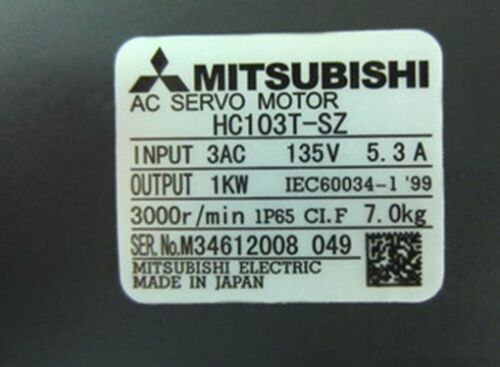 MITSUBISHI
AC SERVO MOTOR
HC103T-SZ
INPUT 3AC 135V 5.3A
OUTPUT 1KW IEC60034-1 '99
3000r/min IP65 CI.F 7.0kg
SER.No.M34612008 049
MITSUBISHI ELECTRIC
MADE IN JAPAN